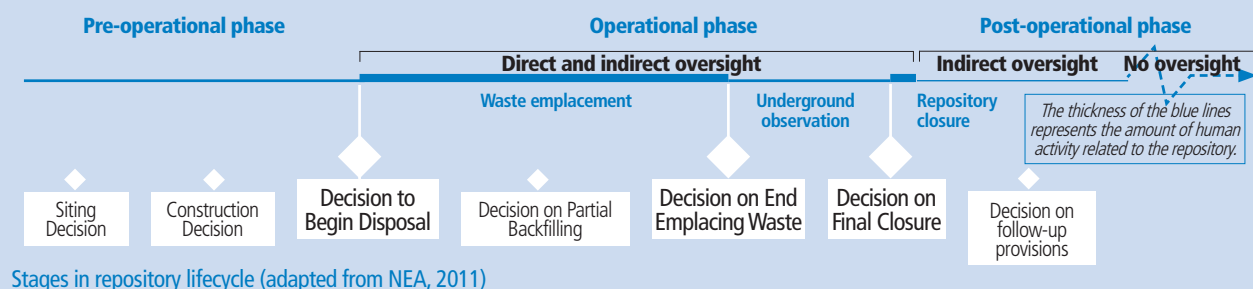 Pre-operational phase
Operational phase
Post-operational phase
Direct and indirect oversight
Indirect oversight
No oversight
Waste emplacement
Underground
observation
Repository
closure
The thickness of the blue lines
represents the amount of human
activity related to the repository.
Siting
Decision
Construction
Decision
Decision to
Begin Disposal
Decision on Partial
Backfilling
Decision on End
Emplacing Waste
Decision on
Final Closure
Decision on
follow-up
provisions
Stages in repository lifecycle (adapted from NEA, 2011)